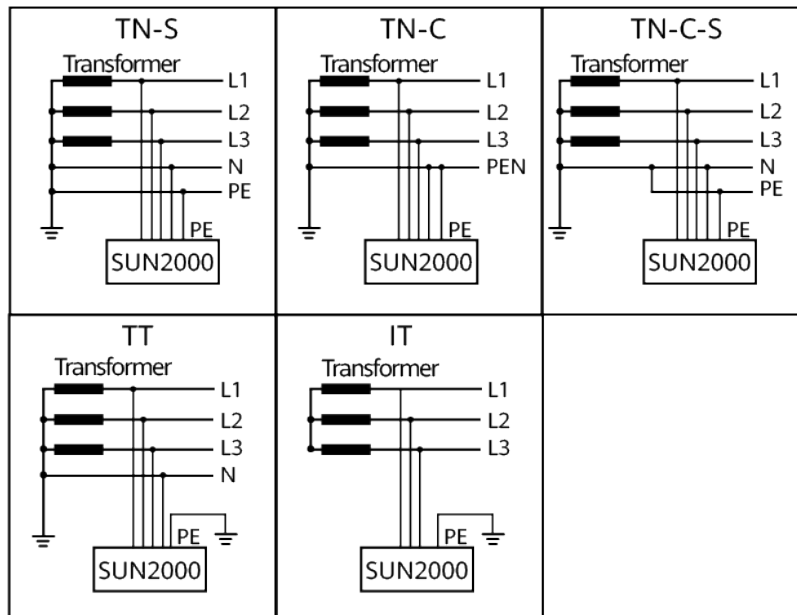 TN-S
Transformer
L1
L2
L3
N
PE
PE
SUN2000
TN-C
Transformer
L1
L2
L3
PEN
PE
SUN2000
TN-C-S
Transformer
L1
L2
L3
N
PE
PE
SUN2000
TT
Transformer
L1
L2
L3
N
PE
SUN2000
IT
Transformer
L1
L2
L3
PE
SUN2000